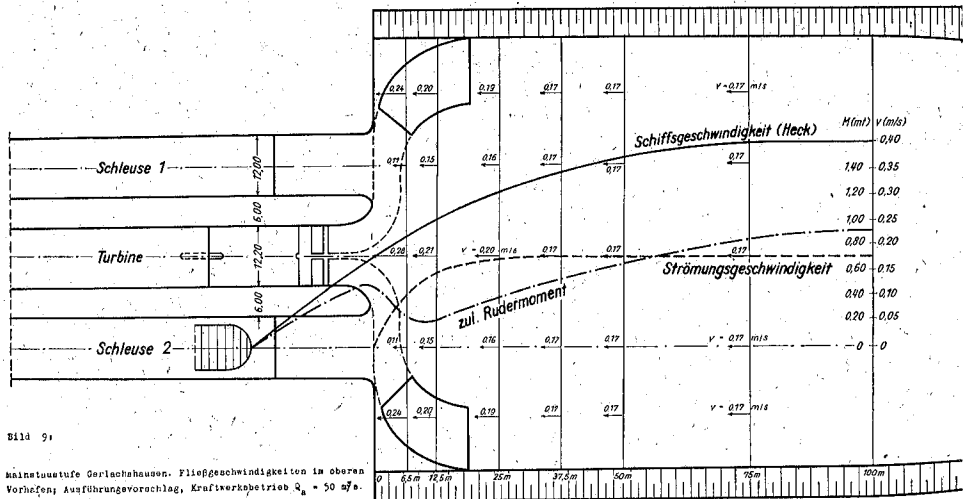 0,24 0,20 0,19 0,17 0,17 0,17 v = 0,17 m/s
M(mt) v(m/s)
Schiffsgeschwindigkeit (Heck)
0,40
Schleuse 1
12,00
0,11 0,15 0,16 0,17 0,17 0,17
1,40 0,35
1,20 0,30
6,00
1,00 0,25
0,80 0,20
Turbine
12,20
0,28 0,21 v = 0,20 m/s 0,17 0,17 0,17
Strömungsgeschwindigkeit
0,60 0,15
zul. Rudermoment
0,40 0,10
6,00
0,20 0,05
Schleuse 2
0,11 0,15 0,16 0,17 0,17 v = 0,17 m/s
0 0
0,24 0,20 0,19 0,17 0,17 v = 0,17 m/s
Bild 9:
Mainstaustufe Gerlachshausen. Fließgeschwindigkeiten im oberen
Vorhafen; Ausführungsvorschlag, Kraftwerksbetrieb Qa = 50 m³/s.
0 6,5m 12,5m 25m 37,5m 50m 75m 100m